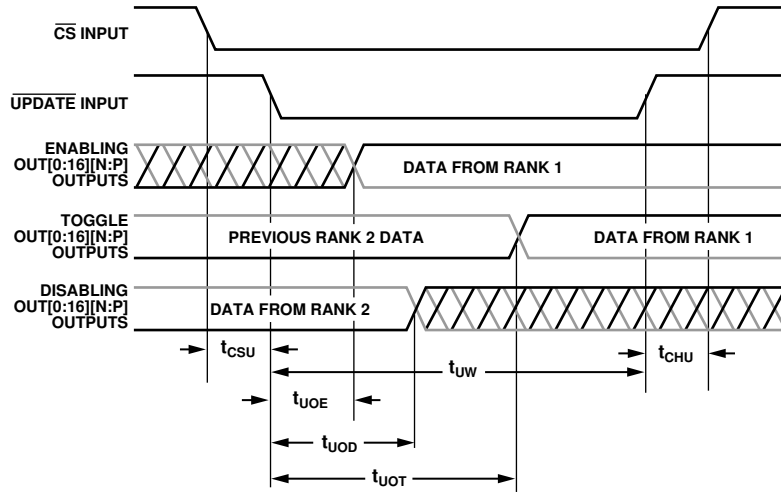 CS INPUT
UPDATE INPUT
ENABLING
OUT[0:16][N:P]
OUTPUTS
DATA FROM RANK 1
TOGGLE
OUT[0:16][N:P]
OUTPUTS
PREVIOUS RANK 2 DATA
DATA FROM RANK 1
DISABLING
OUT[0:16][N:P]
OUTPUTS
DATA FROM RANK 2
tCSU
tCHU
tUW
tUOE
tUOD
tUOT